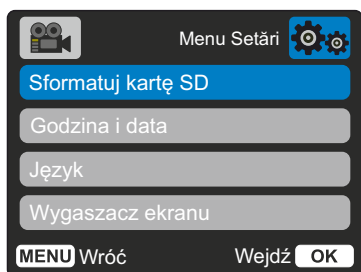 Menu Setări
Sformatuj kartę SD
Godzina i data
Język
Wygaszacz ekranu
MENU Wróć Wejdź OK